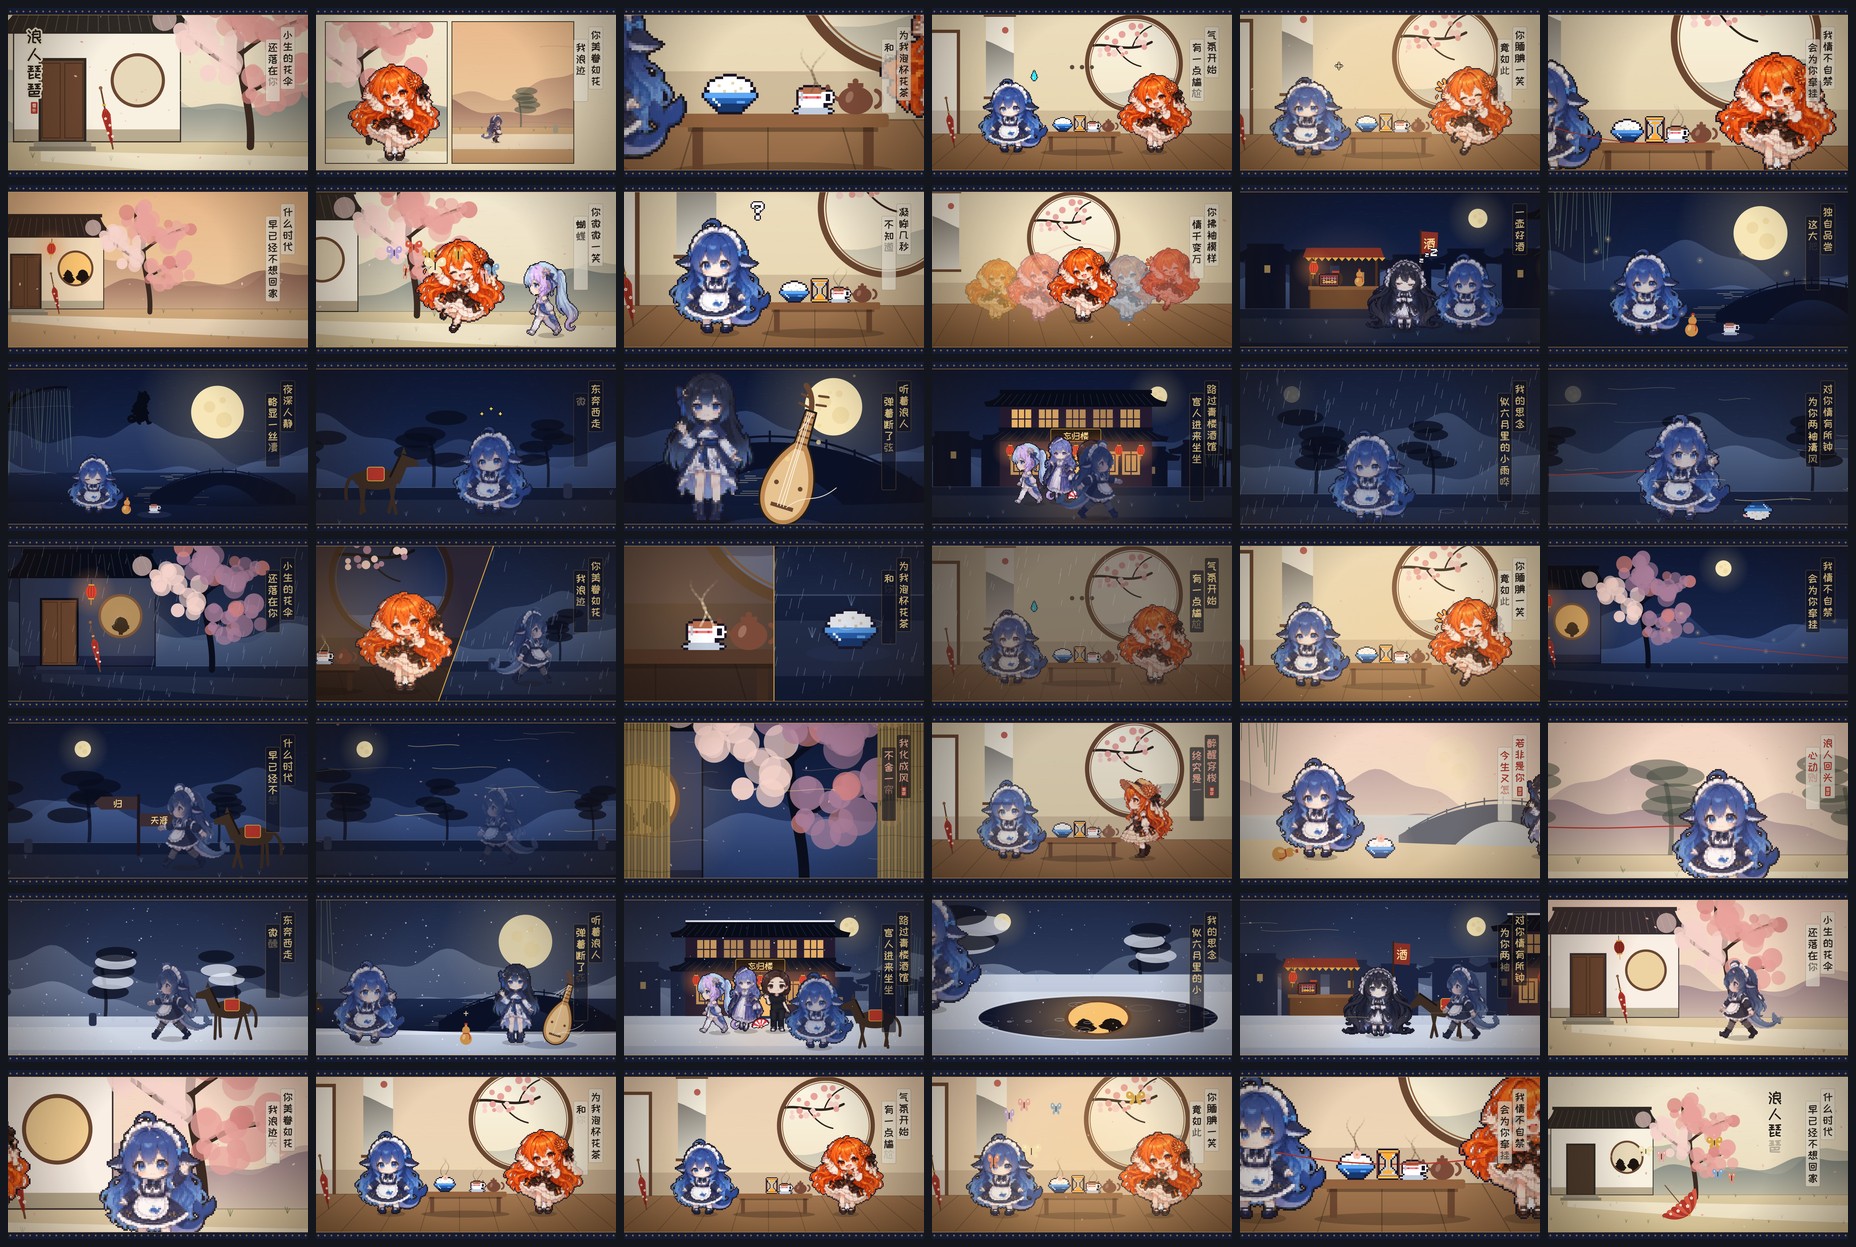 浪人琵琶
小生的花伞
还落在你
你美眷如花
我浪迹
为我泡杯花茶
和
气氛开始
有一点尴尬
你腼腆一笑
竟如此
我情不自禁
会为你牵挂
什么时代
早已经不想回家
你微微一笑
蝴蝶
凝眸几秒
不知
你拂袖模样
情千变万
酒
一壶好酒
独自品尝
这大
夜深人静
略显一丝凄
东奔西走
微
听着浪人
弹着断了弦
忘归楼
路过青楼酒馆
官人进来坐坐
我的思念
似六月里的小雨哗
对你情有所钟
为你两袖清风
小生的花伞
还落在你
你美眷如花
我浪迹
为我泡杯花茶
和
气氛开始
有一点尴
你腼腆一笑
竟如此
我情不自禁
会为你牵挂
归
天涯
什么时代
早已经不
我化成风
不舍一帘
醉醒穿梭
终究是一
若非是你
今生又怎
浪人回头
心动
东奔西走
微醺
听着浪人
弹着断了
忘归楼
路过青楼酒馆
官人进来坐坐
我的思念
似六月里的小
酒
对你情有所钟
为你两袖
小生的花伞
还落在你
你美眷如花
我浪迹天
为我泡杯花茶
和
气氛开始
有一点尴
你腼腆一笑
竟如此
我情不自禁
会为你牵挂
浪人琵琶
什么时代
早已经不想回家